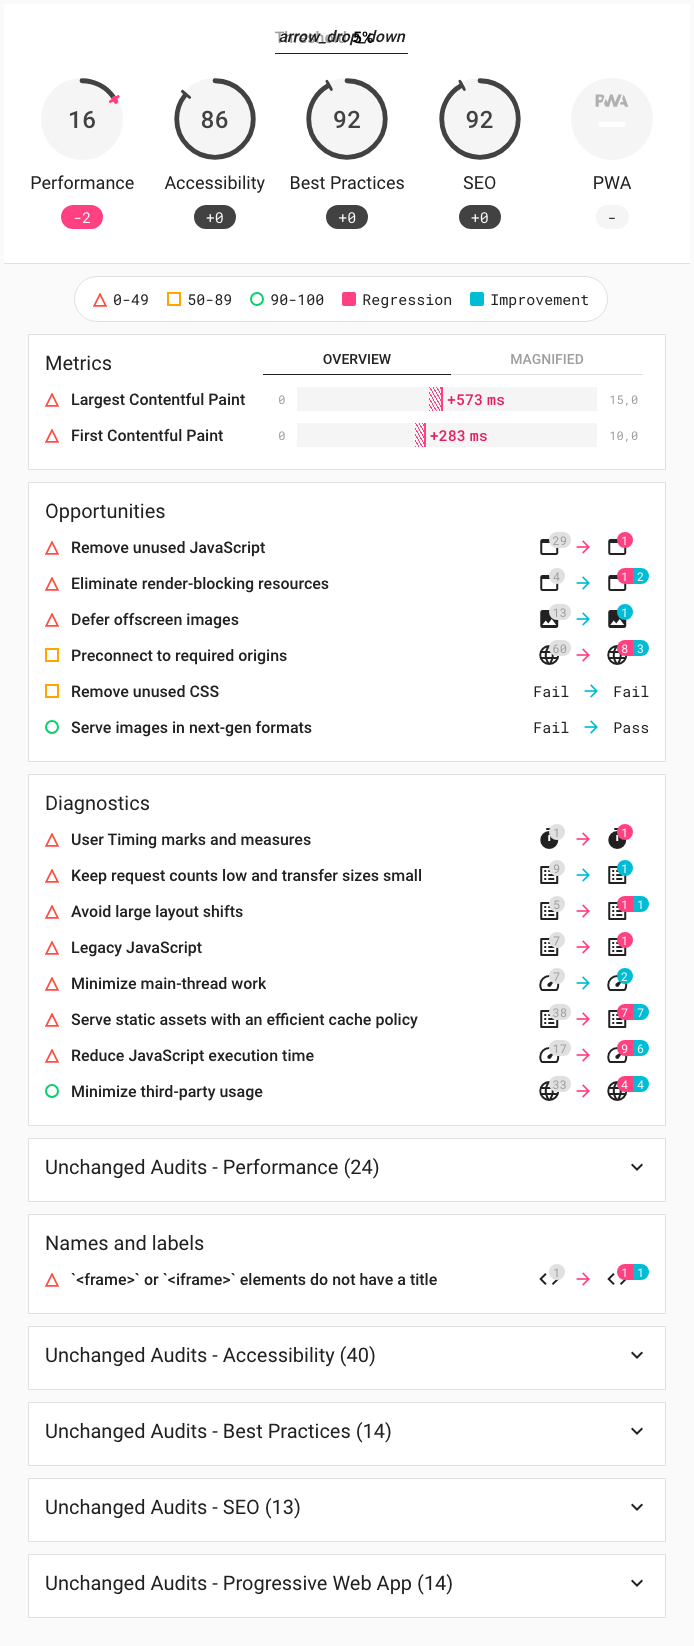 arrow_drop_down
5%
16
86
92
92
PWA
Performance
Accessibility
Best Practices
SEO
PWA
-2
+0
+0
+0
-
0-49
50-89
90-100
Regression
Improvement
Metrics
OVERVIEW
MAGNIFIED
Largest Contentful Paint
0
+573 ms
15,0
First Contentful Paint
0
+283 ms
10,0
Opportunities
Remove unused JavaScript
29
1
Eliminate render-blocking resources
4
1 2
Defer offscreen images
13
1
Preconnect to required origins
60
8 3
Remove unused CSS
Fail
Fail
Serve images in next-gen formats
Fail
Pass
Diagnostics
User Timing marks and measures
1
1
Keep request counts low and transfer sizes small
9
1
Avoid large layout shifts
5
1 1
Legacy JavaScript
7
1
Minimize main-thread work
7
2
Serve static assets with an efficient cache policy
38
7 7
Reduce JavaScript execution time
17
9 6
Minimize third-party usage
33
4 4
Unchanged Audits - Performance (24)
Names and labels
`<frame>` or `<iframe>` elements do not have a title
1
1 1
Unchanged Audits - Accessibility (40)
Unchanged Audits - Best Practices (14)
Unchanged Audits - SEO (13)
Unchanged Audits - Progressive Web App (14)